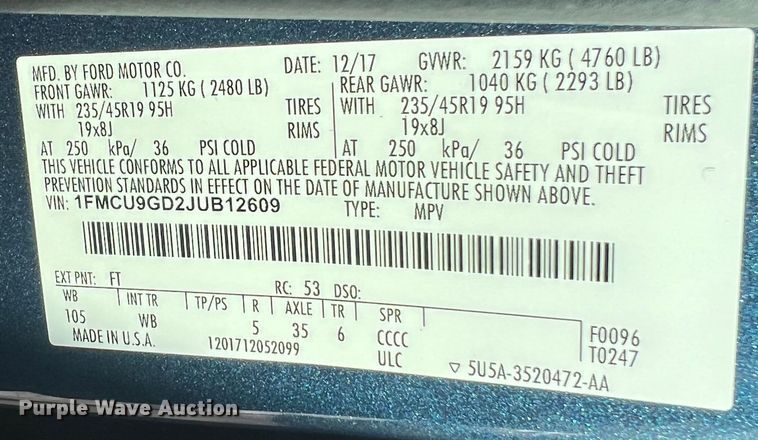 MFD. BY FORD MOTOR CO. DATE: 12/17 GVWR: 2159 KG ( 4760 LB)
FRONT GAWR: 1125 KG ( 2480 LB) REAR GAWR: 1040 KG ( 2293 LB)
WITH 235/45R19 95H TIRES WITH 235/45R19 95H TIRES
19x8J RIMS 19x8J RIMS
AT 250 kPa/ 36 PSI COLD AT 250 kPa/ 36 PSI COLD
THIS VEHICLE CONFORMS TO ALL APPLICABLE FEDERAL MOTOR VEHICLE SAFETY AND THEFT
PREVENTION STANDARDS IN EFFECT ON THE DATE OF MANUFACTURE SHOWN ABOVE.
VIN: 1FMCU9GD2JUB12609 TYPE: MPV
EXT PNT: FT RC: 53 DSO:
WB INT TR TP/PS R AXLE TR SPR
105 WB 5 35 6 CCCC F0096
MADE IN U.S.A. 1201712052099 ULC T0247
5U5A-3520472-AA
Purple Wave Auction